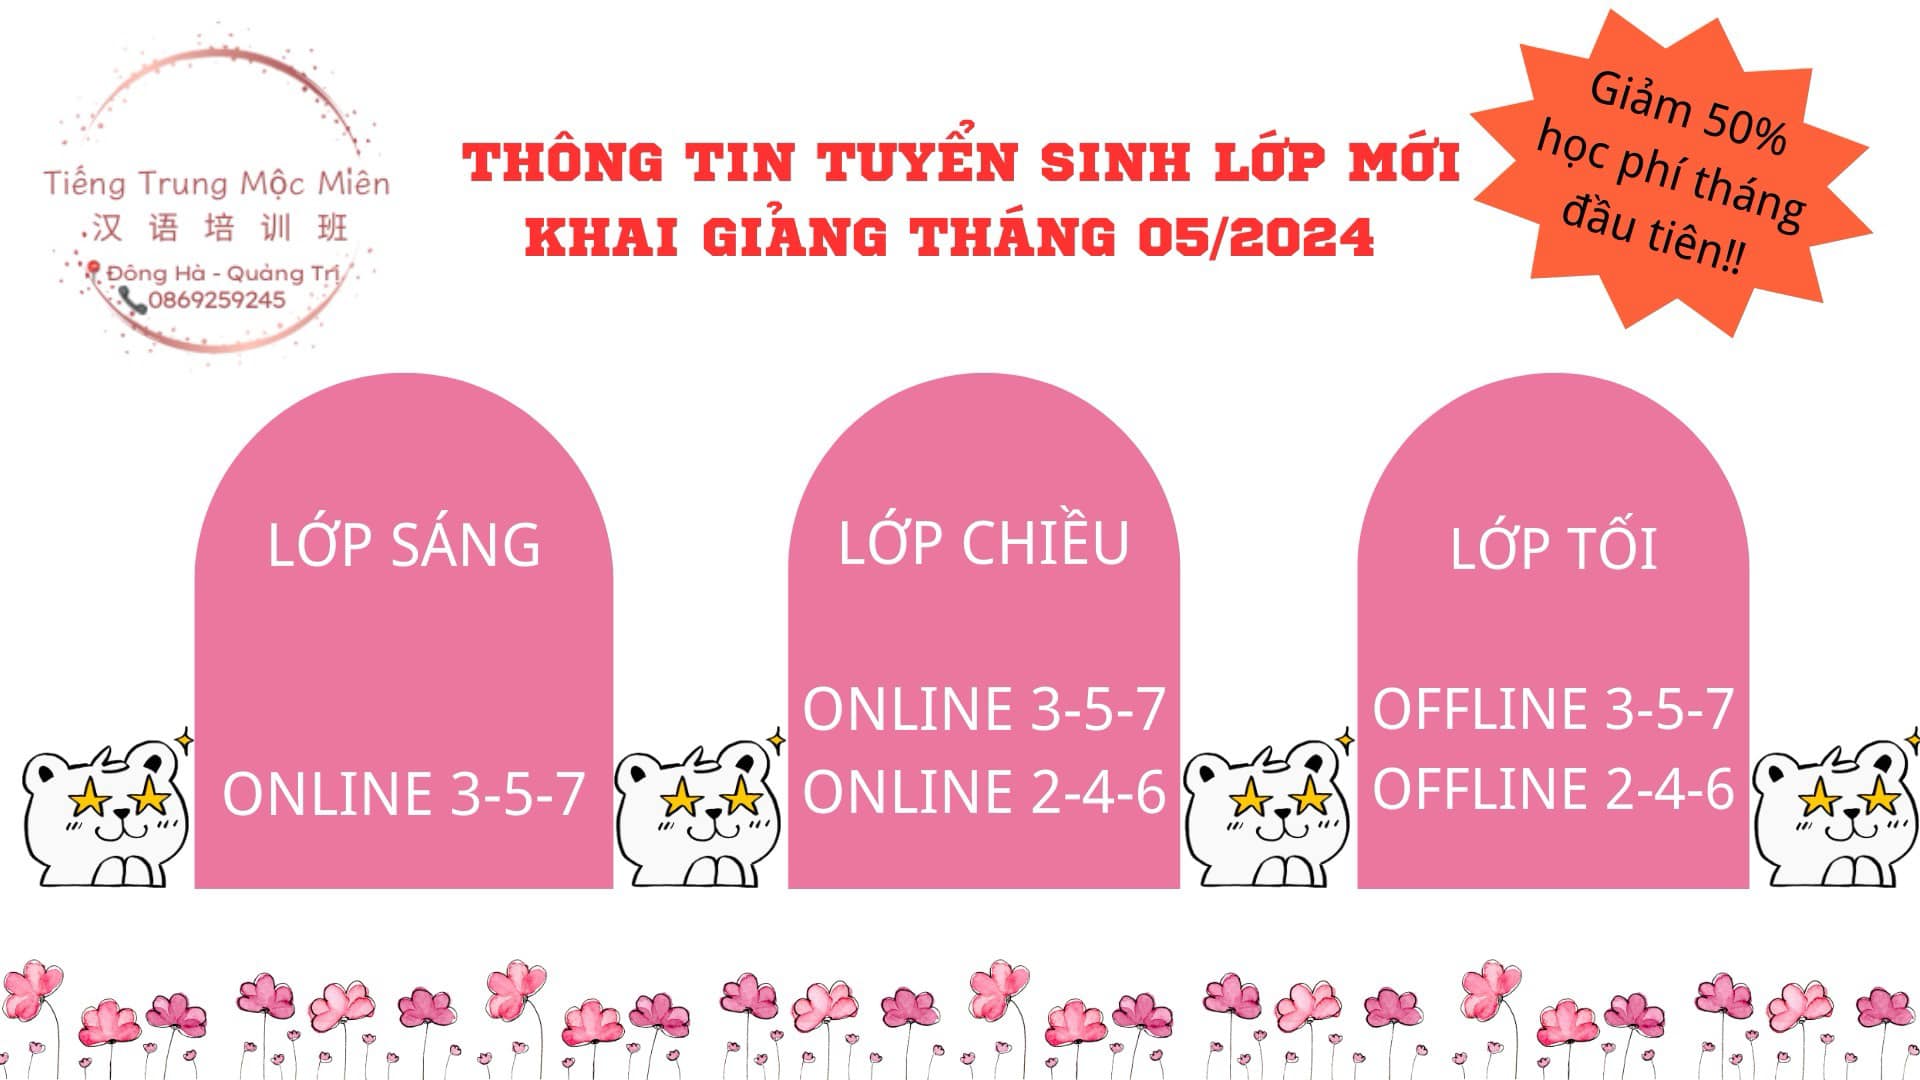 Tiếng Trung Mộc Miên
汉语培训班
Đông Hà - Quảng Trị
0869259245
THÔNG TIN TUYỂN SINH LỚP MỚI
KHAI GIẢNG THÁNG 05/2024
Giảm 50%
học phí tháng
đầu tiên!!
LỚP SÁNG
ONLINE 3-5-7
LỚP CHIỀU
ONLINE 3-5-7
ONLINE 2-4-6
LỚP TỐI
OFFLINE 3-5-7
OFFLINE 2-4-6